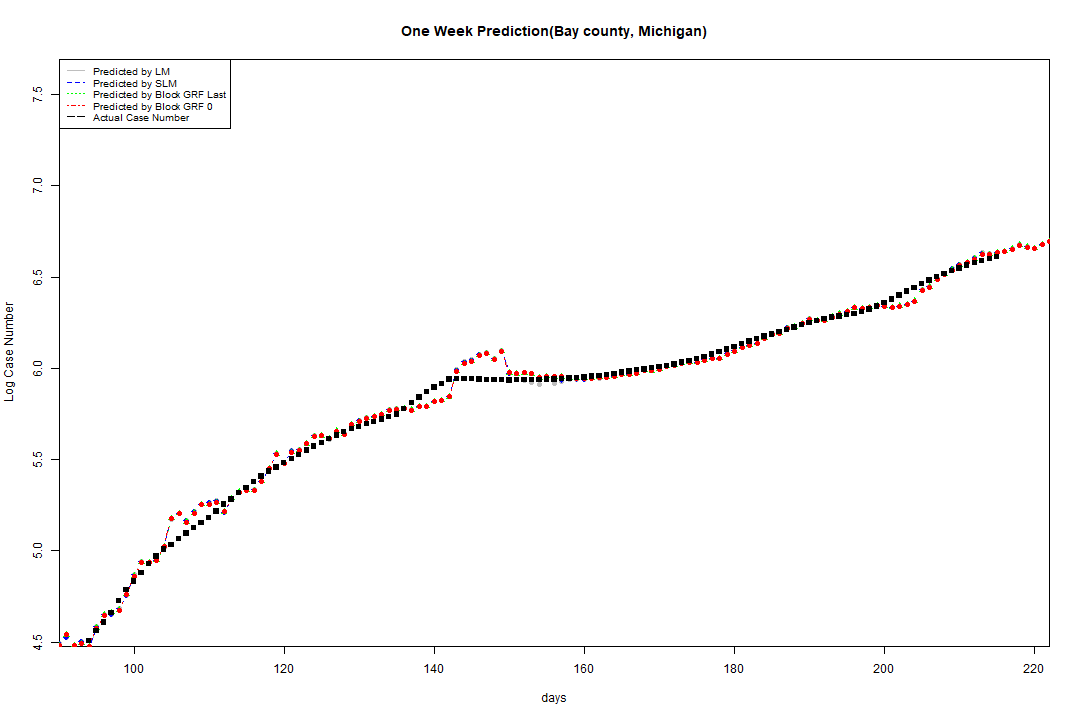 One Week Prediction(Bay county, Michigan)
Predicted by LM
Predicted by SLM
Predicted by Block GRF Last
Predicted by Block GRF 0
Actual Case Number
7.5
7.0
6.5
6.0
5.5
5.0
4.5
Log Case Number
100 120 140 160 180 200 220
days